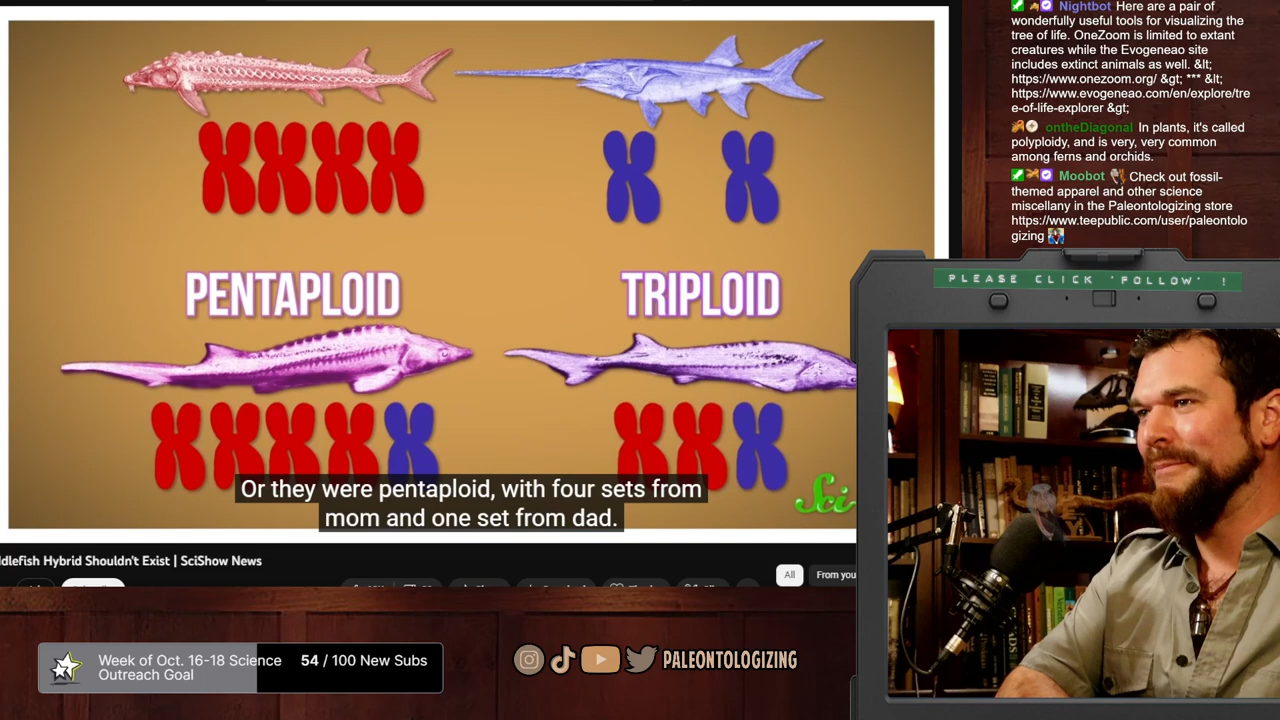 PENTAPLOID
TRIPLOID
Or they were pentaploid, with four sets from
mom and one set from dad.
Sci
dlefish Hybrid Shouldn't Exist | SciShow News
All
From you
Nightbot Here are a pair of
wonderfully useful tools for visualizing the
tree of life. OneZoom is limited to extant
creatures while the Evogeneao site
includes extinct animals as well. &lt;
https://www.onezoom.org/ &gt; *** &lt;
https://www.evogeneao.com/en/explore/tre
e-of-life-explorer &gt;
ontheDiagonal In plants, it's called
polyploidy, and is very, very common
among ferns and orchids.
Moobot Check out fossil-
themed apparel and other science
miscellany in the Paleontologizing store
https://www.teepublic.com/user/paleontolo
gizing
PLEASE CLICK 'FOLLOW' !
Week of Oct. 16-18 Science
Outreach Goal
54 / 100 New Subs
PALEONTOLOGIZING